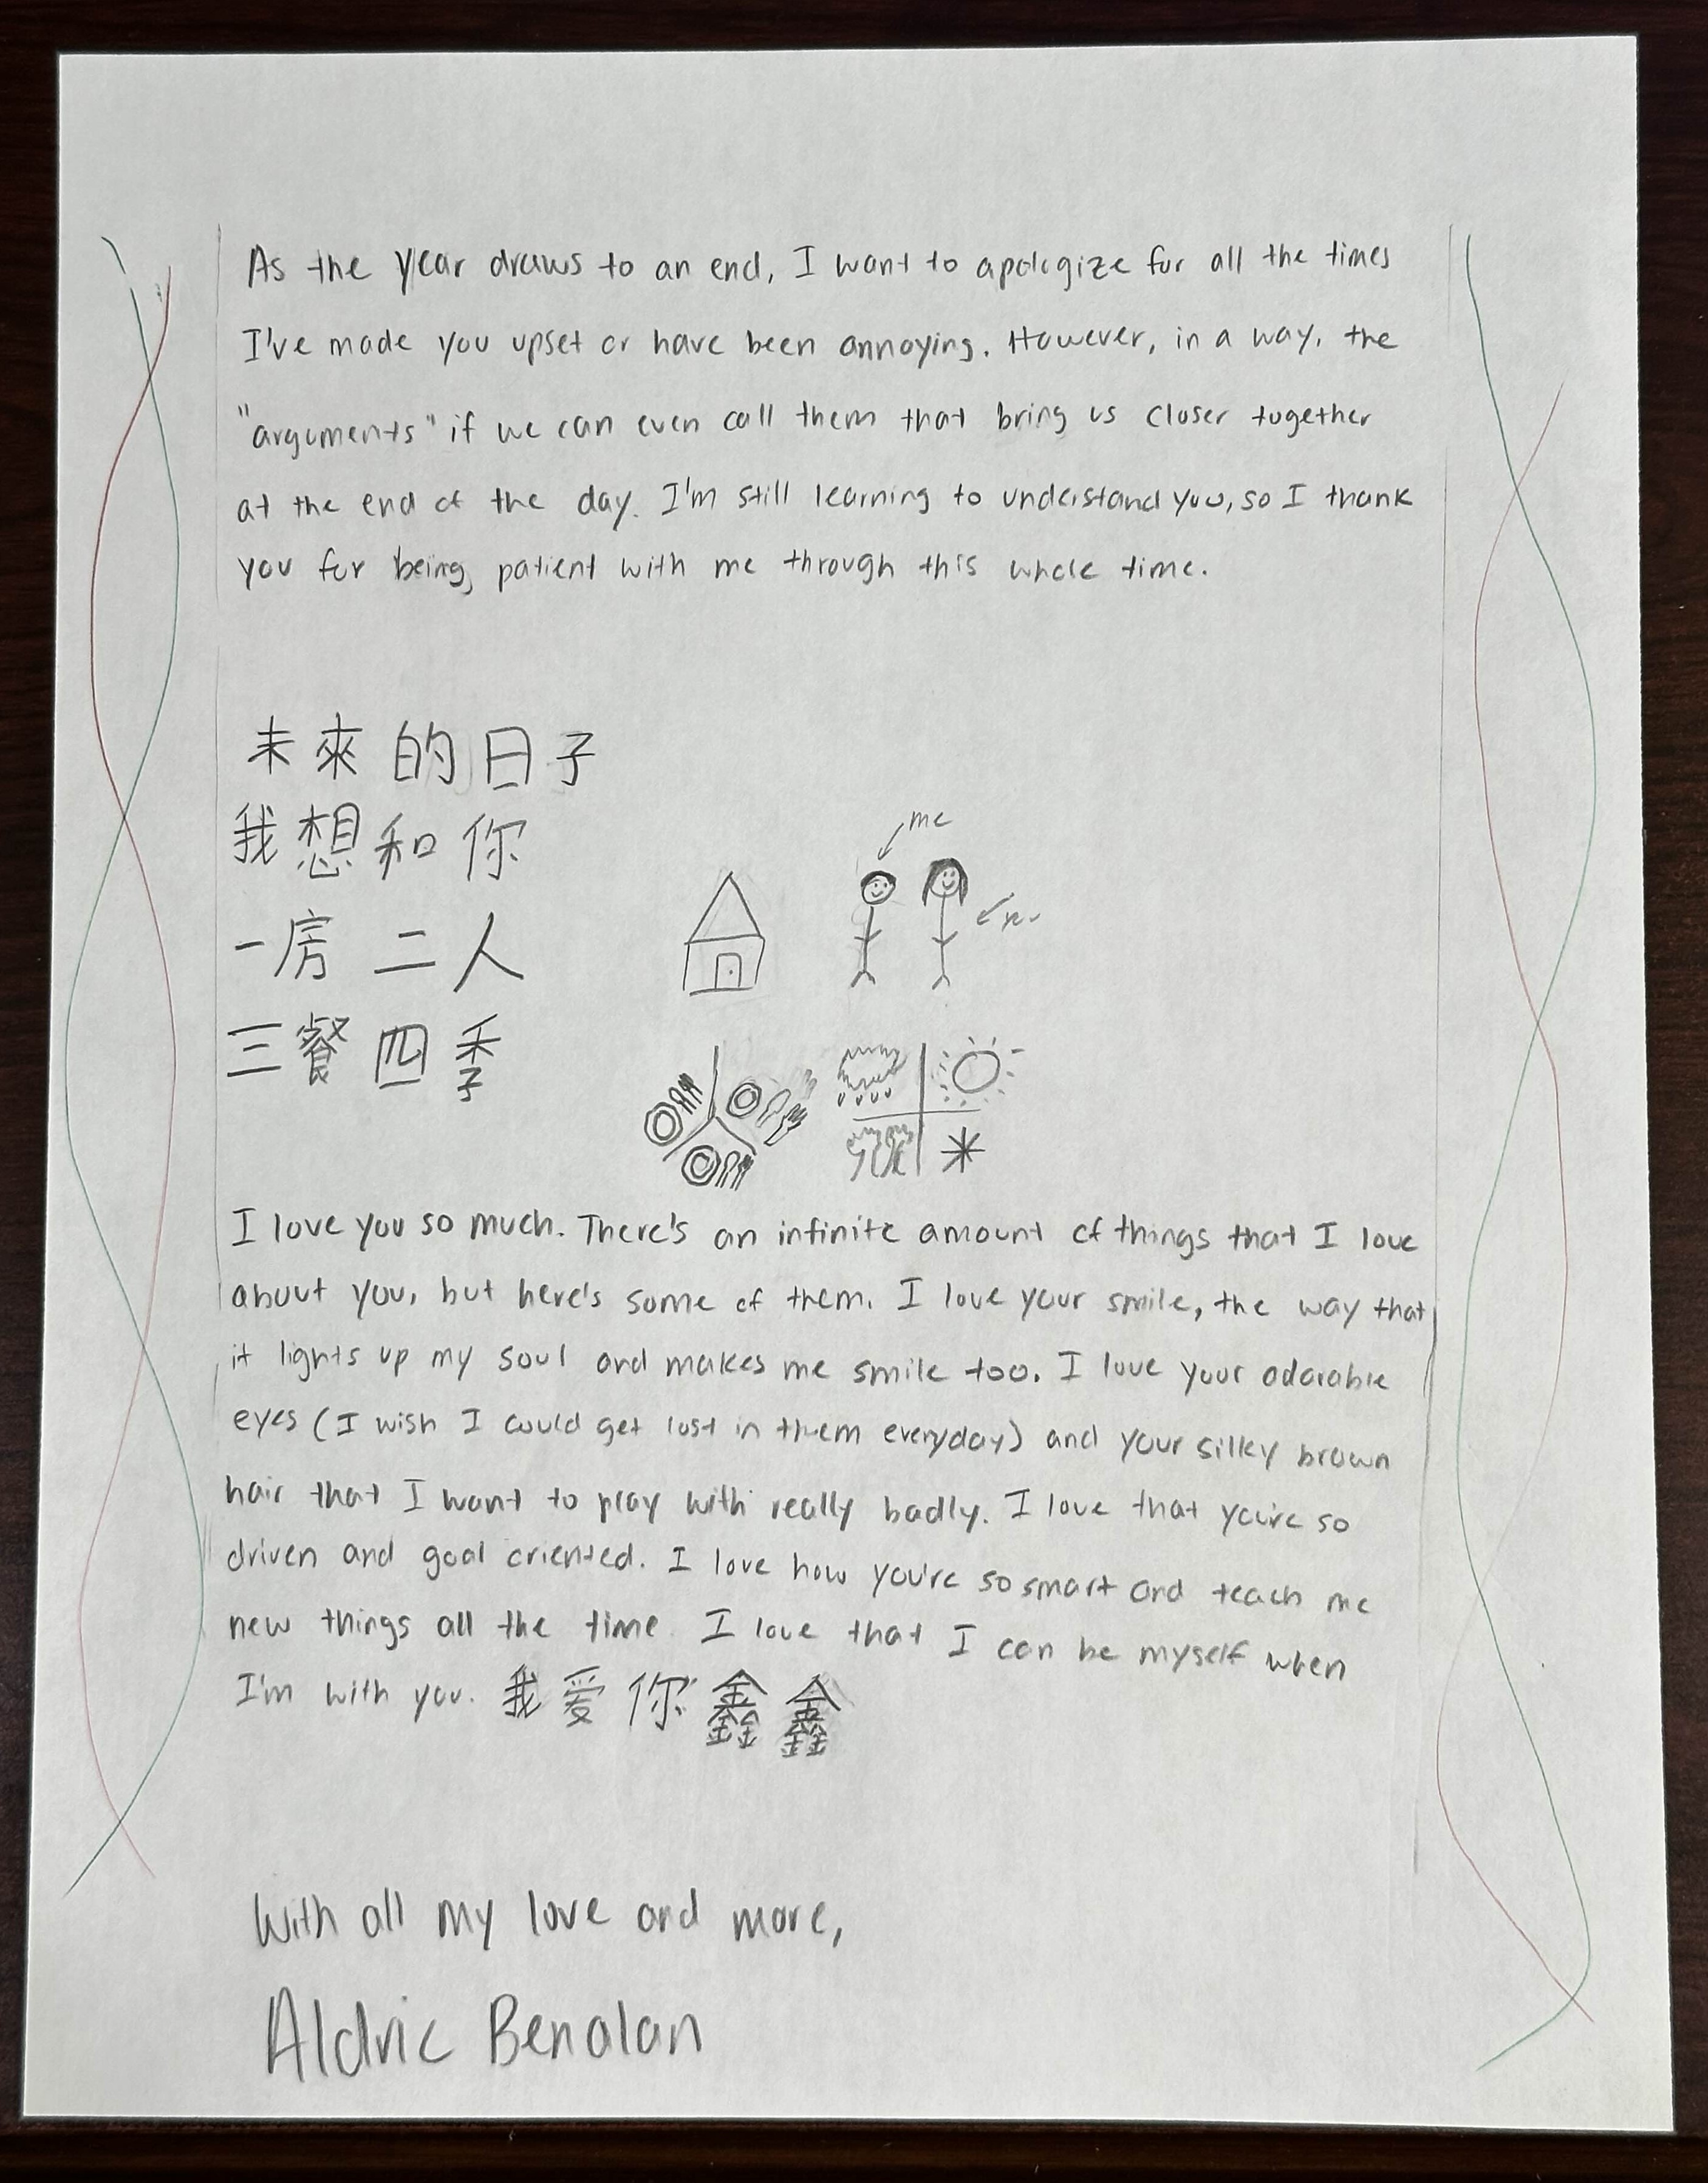 As the year draws to an end, I want to apologize for all the times
I've made you upset or have been annoying. However, in a way, the
"arguments" if we can even call them that bring us closer together
at the end of the day. I'm still learning to understand you, so I thank
you for being patient with me through this whole time.
未來的日子
我想和你
一房 二人
三餐四季
me
I love you so much. There's an infinite amount of things that I love
about you, but here's some of them. I love your smile, the way that
it lights up my soul and makes me smile too. I love your adorable
eyes (I wish I could get lost in them everyday) and your silky brown
hair that I want to play with really badly. I love that you're so
driven and goal oriented. I love how you're so smart and teach me
new things all the time. I love that I can be myself when
I'm with you. 我爱你鑫鑫
With all my love and more,
Aldric Benalan